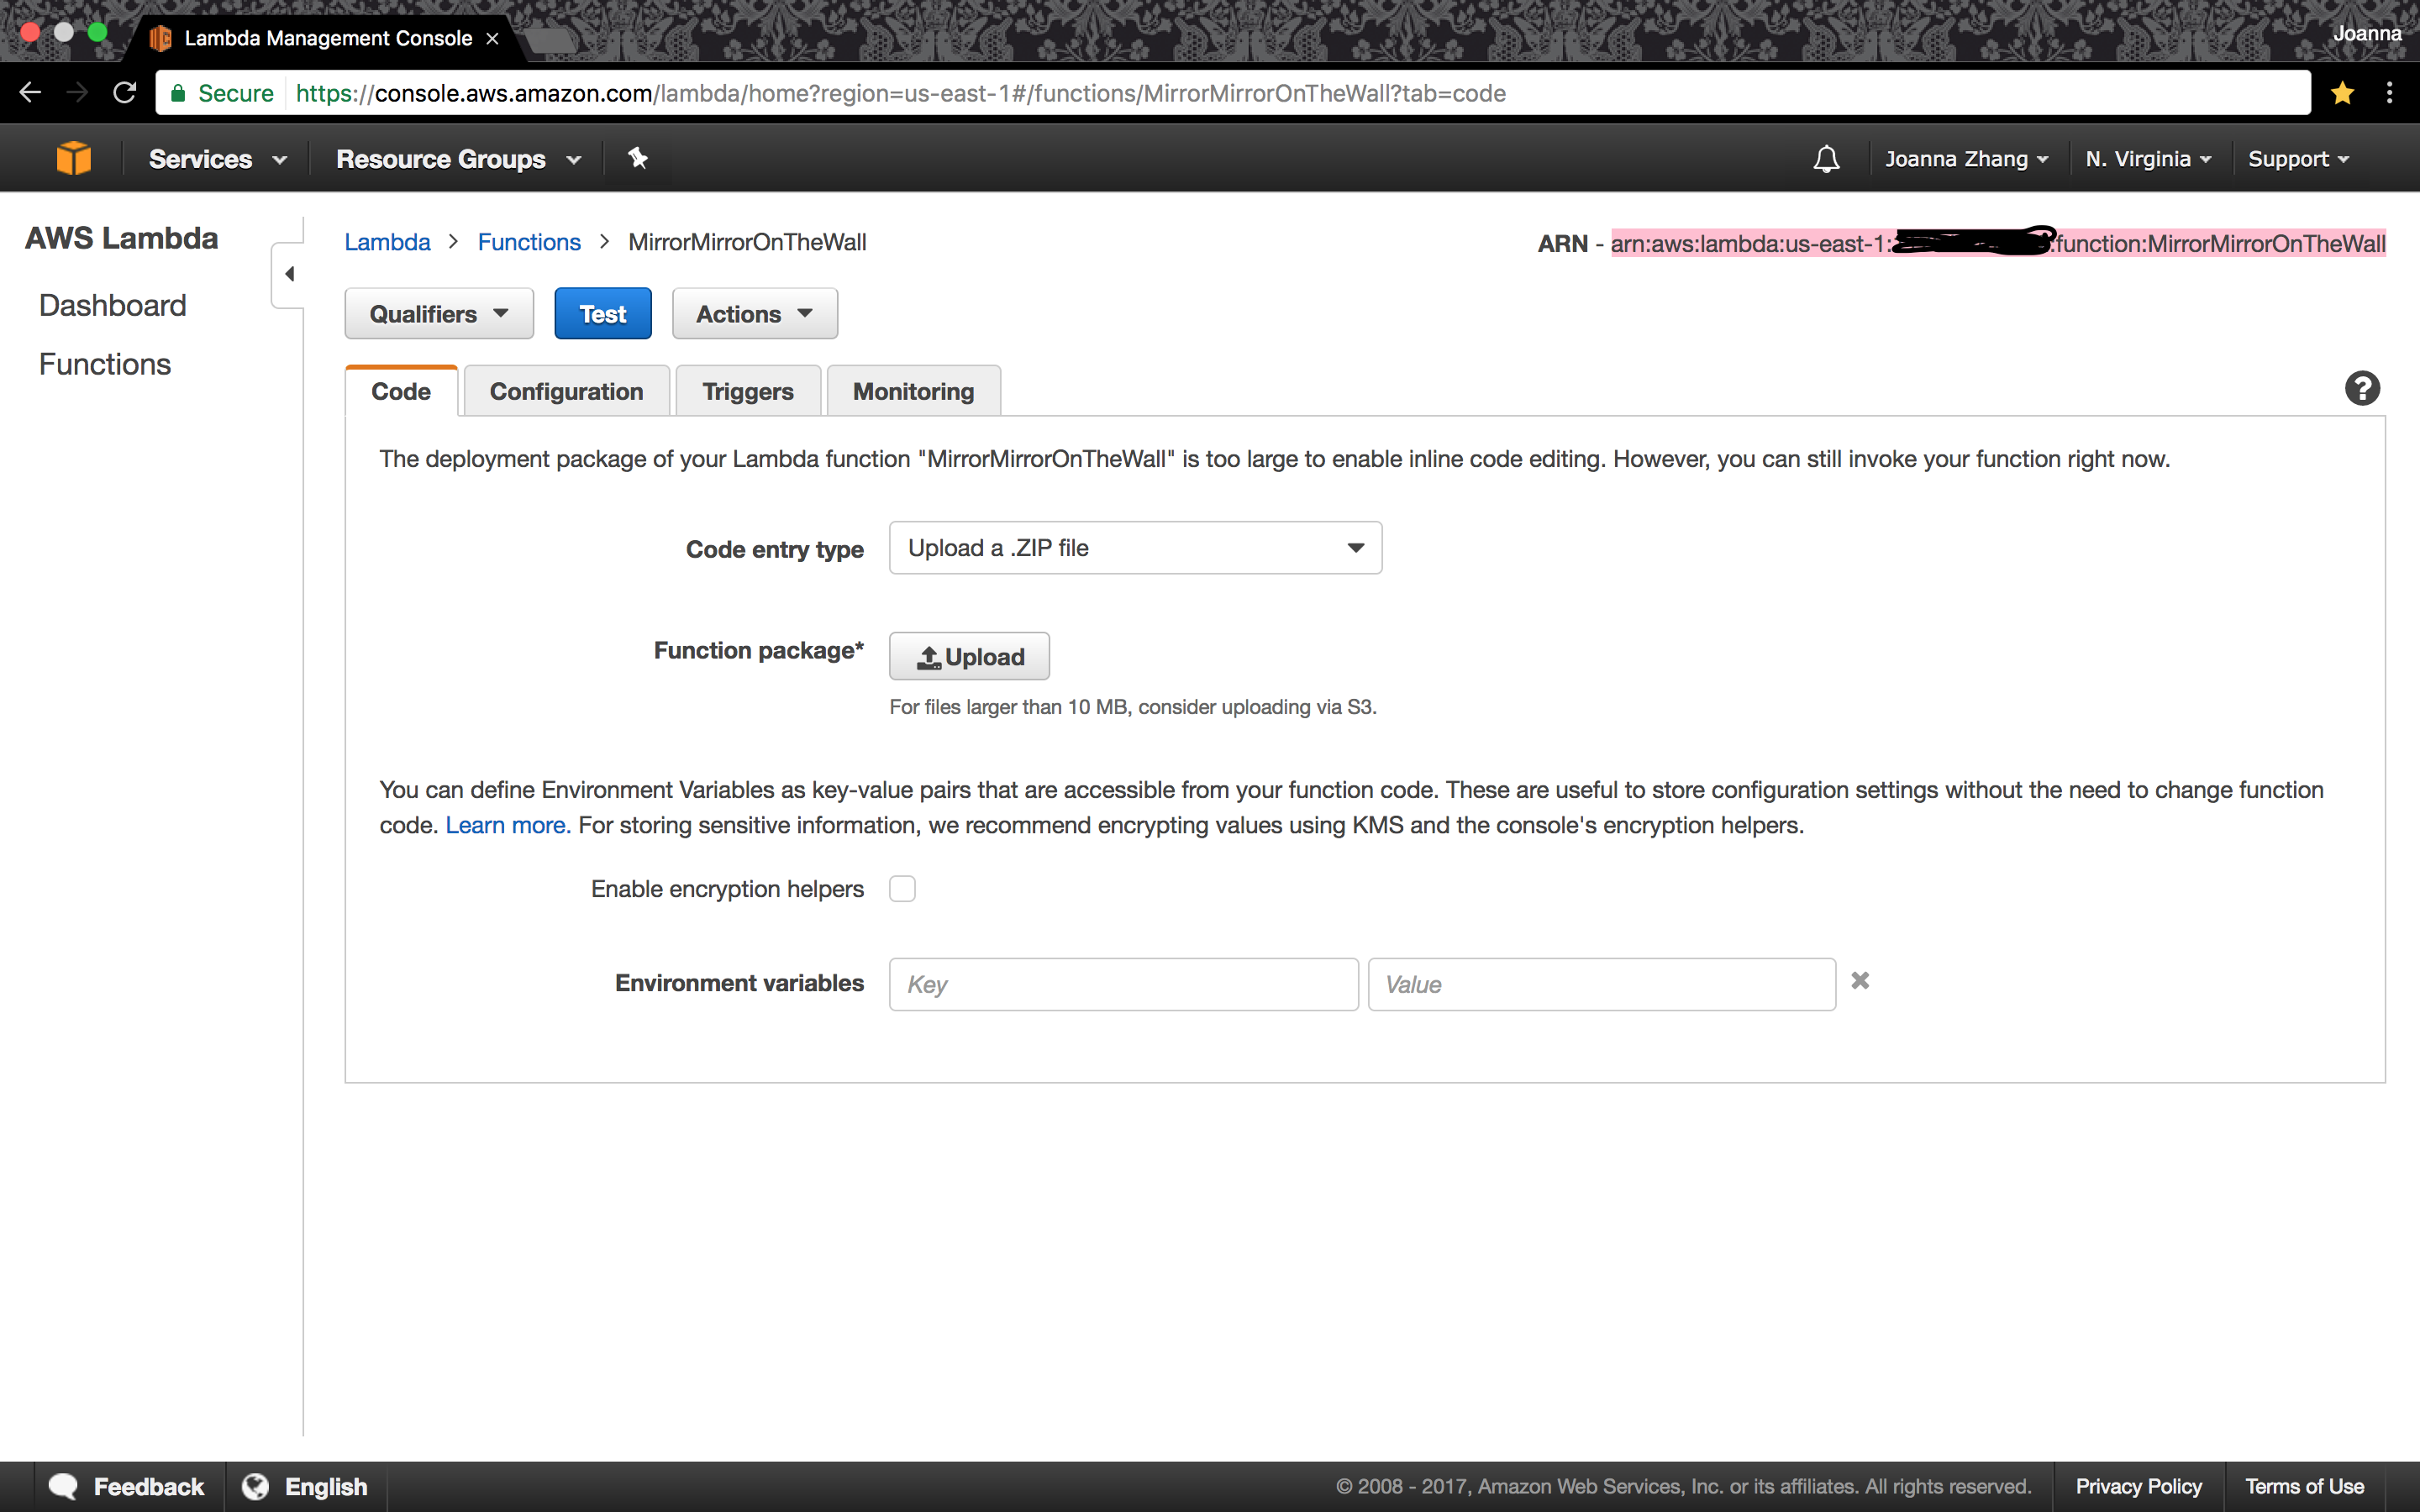 Lambda Management Console
Joanna
Secure https://console.aws.amazon.com/lambda/home?region=us-east-1#/functions/MirrorMirrorOnTheWall?tab=code
Services Resource Groups Joanna Zhang N. Virginia Support
AWS Lambda
Dashboard
Functions
Lambda > Functions > MirrorMirrorOnTheWall
ARN - arn:aws:lambda:us-east-1: :function:MirrorMirrorOnTheWall
Qualifiers Test Actions
Code Configuration Triggers Monitoring
The deployment package of your Lambda function "MirrorMirrorOnTheWall" is too large to enable inline code editing. However, you can still invoke your function right now.
Code entry type Upload a .ZIP file
Function package* Upload
For files larger than 10 MB, consider uploading via S3.
You can define Environment Variables as key-value pairs that are accessible from your function code. These are useful to store configuration settings without the need to change function
code. Learn more. For storing sensitive information, we recommend encrypting values using KMS and the console's encryption helpers.
Enable encryption helpers
Environment variables Key Value
Feedback English © 2008 - 2017, Amazon Web Services, Inc. or its affiliates. All rights reserved. Privacy Policy Terms of Use